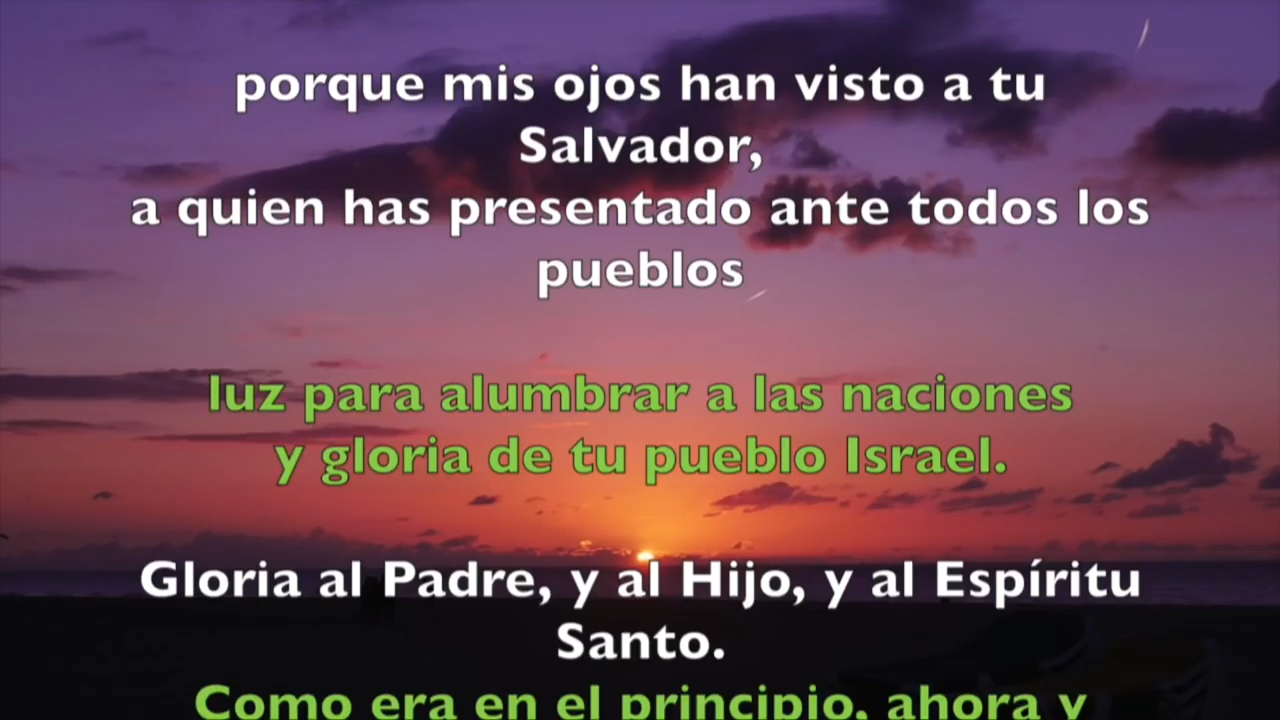 porque mis ojos han visto a tu
Salvador,
a quien has presentado ante todos los
pueblos
luz para alumbrar a las naciones
y gloria de tu pueblo Israel.
Gloria al Padre, y al Hijo, y al Espíritu
Santo.
Como era en el principio, ahora y